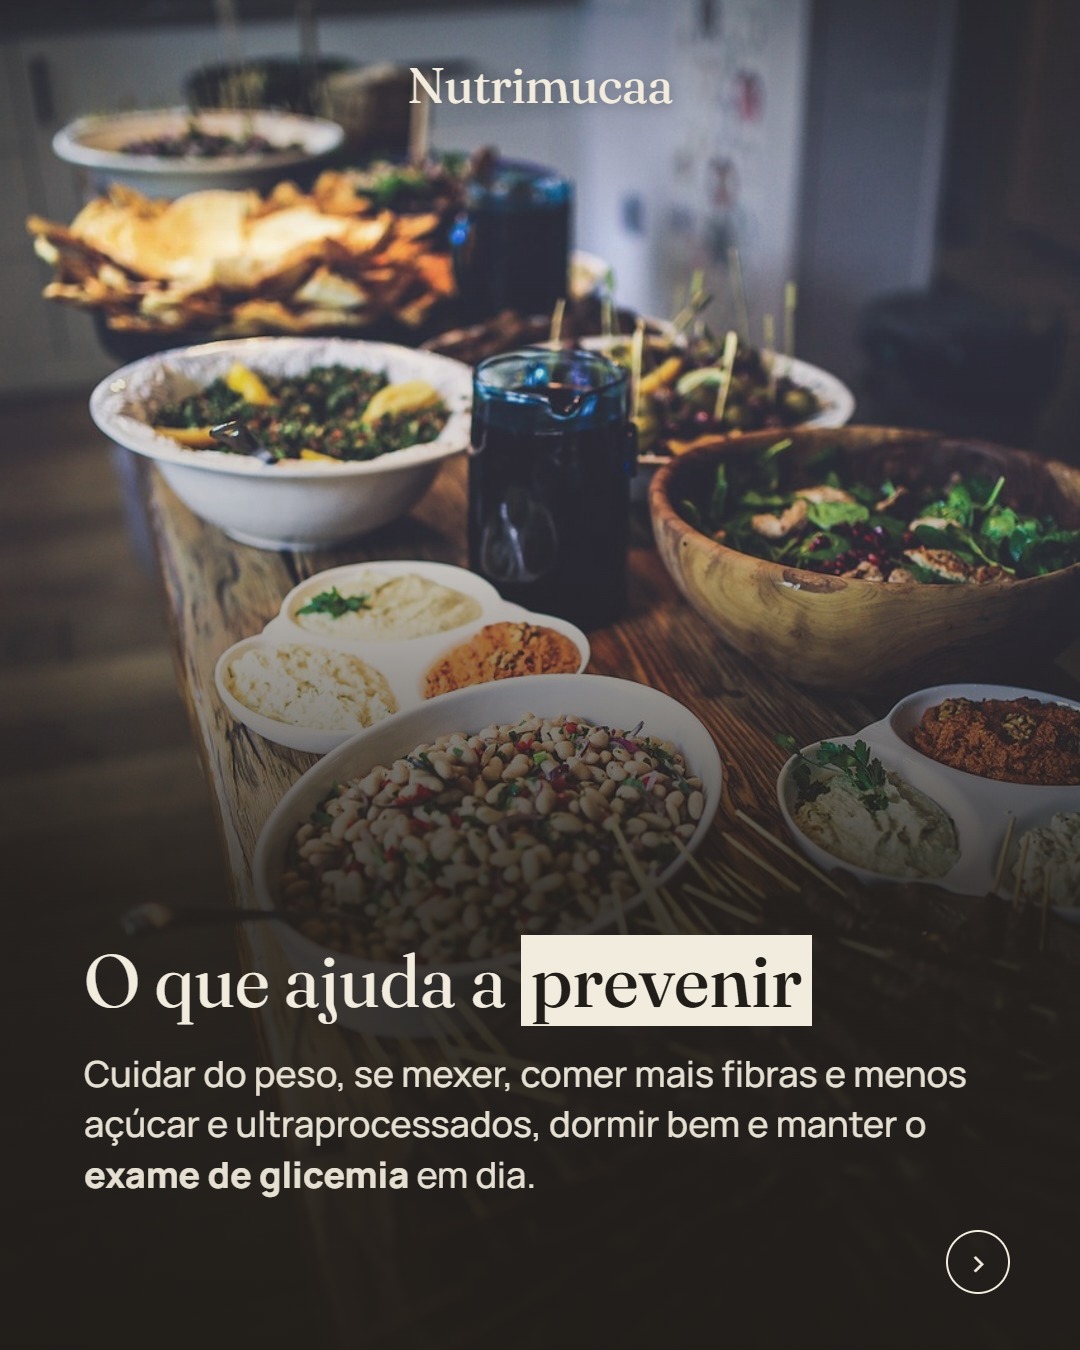 Nutrimucaa
O que ajuda a prevenir
Cuidar do peso, se mexer, comer mais fibras e menos
açúcar e ultraprocessados, dormir bem e manter o
exame de glicemia em dia.